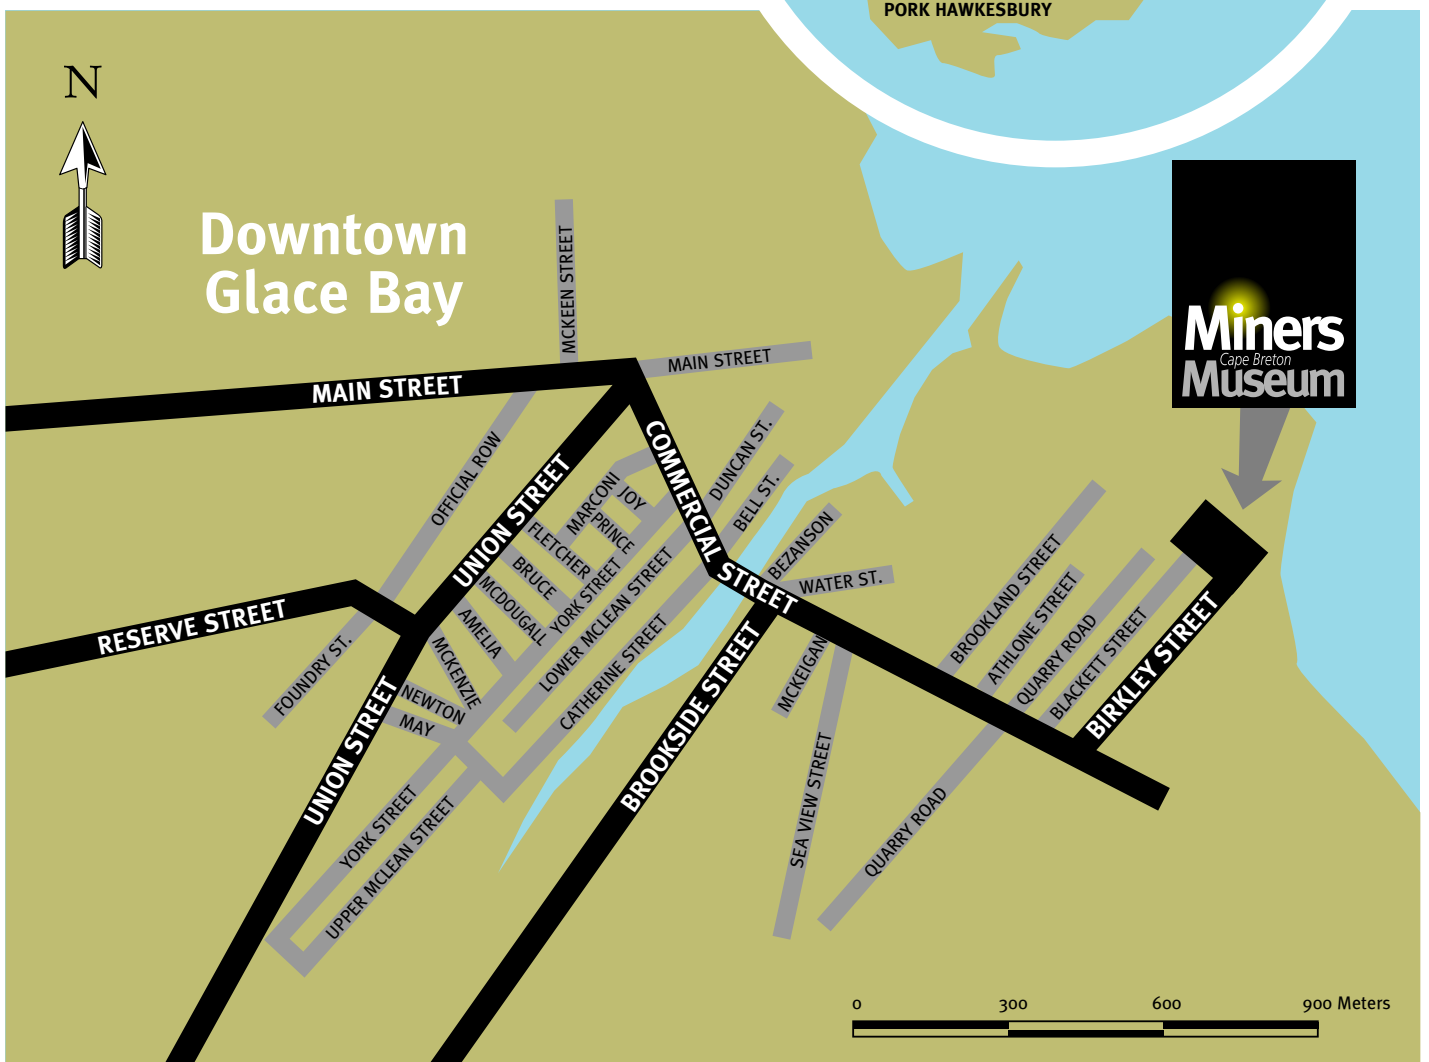 PORK HAWKESBURY
N
Downtown
Glace Bay
Miners
Cape Breton
Museum
MCKEEN STREET
MAIN STREET
MAIN STREET
OFFICIAL ROW
UNION STREET
COMMERCIAL STREET
DUNCAN ST.
BELL ST.
MARCONI
JOY
PRINCE
FLETCHER
BRUCE
MCDOUGALL
AMELIA
MCKENZIE
NEWTON
MAY
YORK STREET
LOWER MCLEAN STREET
CATHERINE STREET
BEZANSON
WATER ST.
RESERVE STREET
FOUNDRY ST.
UNION STREET
BROOKSIDE STREET
MCKEIGAN
SEA VIEW STREET
BROOKLAND STREET
ATHLONE STREET
QUARRY ROAD
BLACKETT STREET
BIRKLEY STREET
YORK STREET
UPPER MCLEAN STREET
QUARRY ROAD
0 300 600 900 Meters